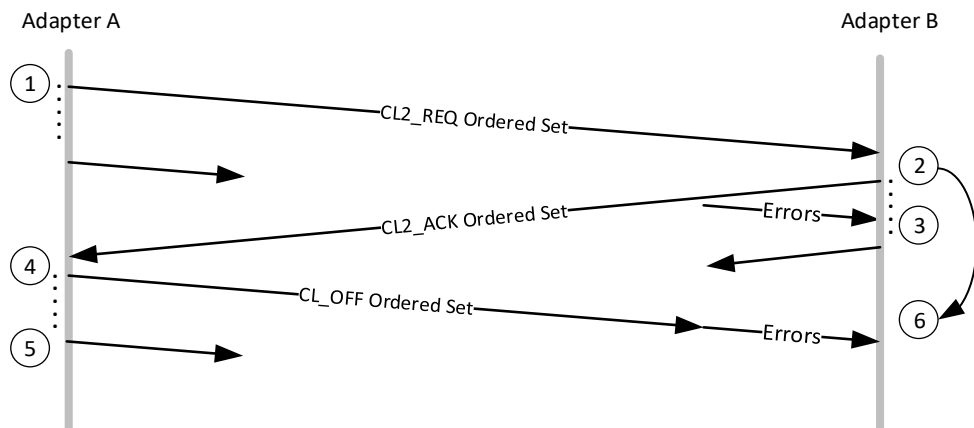 Adapter A
Adapter B
1
CL2_REQ Ordered Set
2
CL2_ACK Ordered Set
Errors
3
4
CL_OFF Ordered Set
6
Errors
5